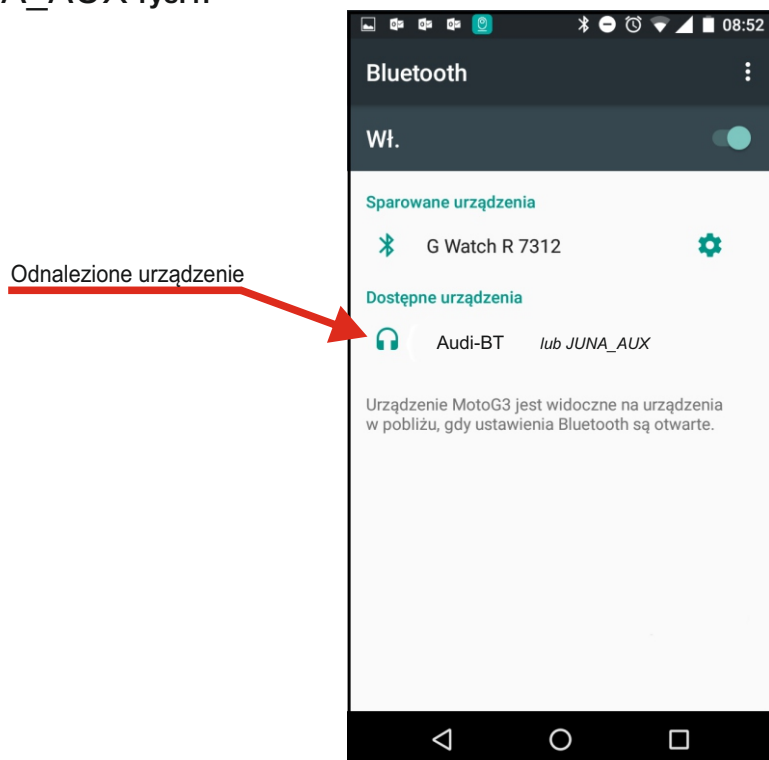 08:52
Bluetooth
Wł.
Sparowane urządzenia
G Watch R 7312
Odnalezione urządzenie
Dostępne urządzenia
Audi-BT lub JUNA_AUX
Urządzenie MotoG3 jest widoczne na urządzenia
w pobliżu, gdy ustawienia Bluetooth są otwarte.